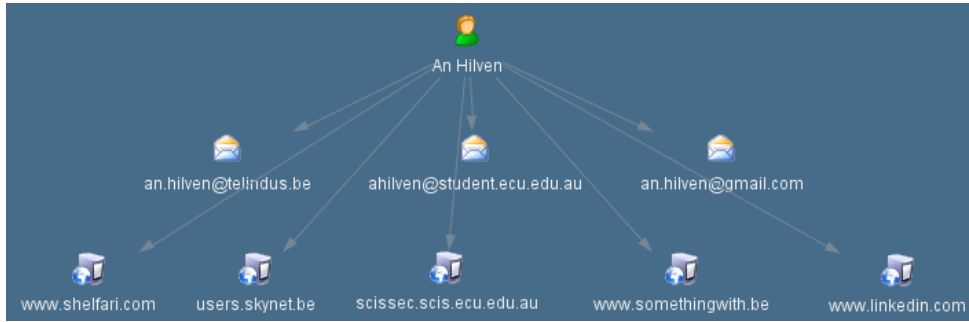 An Hilven
an.hilven@telindus.be
ahilven@student.ecu.edu.au
an.hilven@gmail.com
www.shelfari.com
users.skynet.be
scissec.scis.ecu.edu.au
www.somethingwith.be
www.linkedin.com